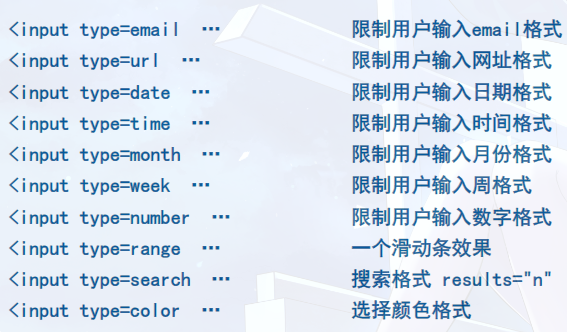 <input type=email … 限制用户输入email格式
<input type=url … 限制用户输入网址格式
<input type=date … 限制用户输入日期格式
<input type=time … 限制用户输入时间格式
<input type=month … 限制用户输入月份格式
<input type=week … 限制用户输入周格式
<input type=number … 限制用户输入数字格式
<input type=range … 一个滑动条效果
<input type=search … 搜索格式 results="n"
<input type=color … 选择颜色格式